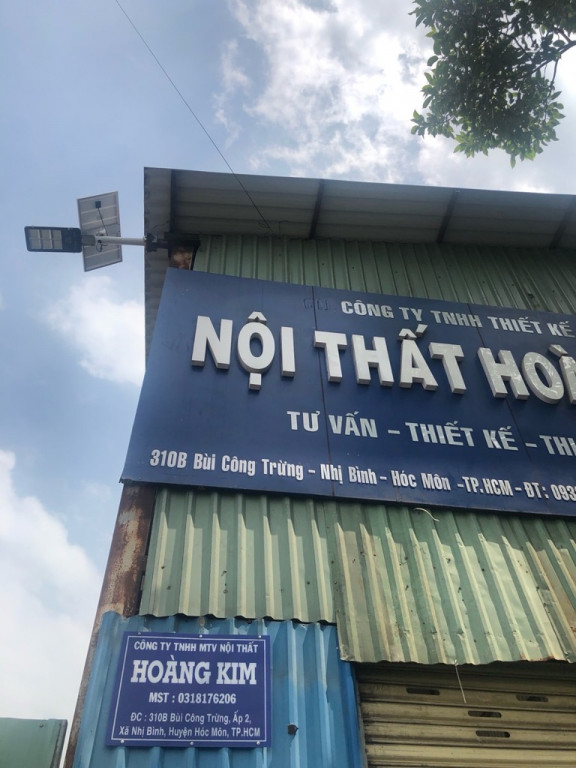 CÔNG TY TNHH THIẾT KẾ
NỘI THẤT
TƯ VẤN - THIẾT KẾ -
310B Bùi Công Trừng - Nhị Bình - Hóc Môn - TP.HCM - ĐT: 093
CÔNG TY TNHH MTV NỘI THẤT
HOÀNG KIM
MST : 0318176206
ĐC : 310B Bùi Công Trừng, Ấp 2,
Xã Nhị Bình, Huyện Hóc Môn, TP.HCM